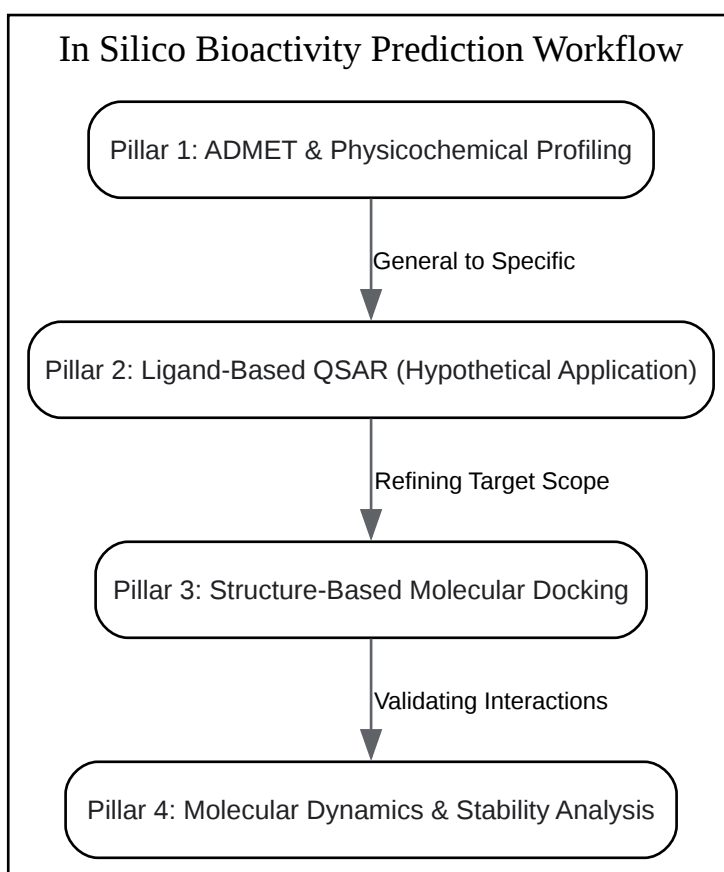 In Silico Bioactivity Prediction Workflow
Pillar 1: ADMET & Physicochemical Profiling
General to Specific
Pillar 2: Ligand-Based QSAR (Hypothetical Application)
Refining Target Scope
Pillar 3: Structure-Based Molecular Docking
Validating Interactions
Pillar 4: Molecular Dynamics & Stability Analysis